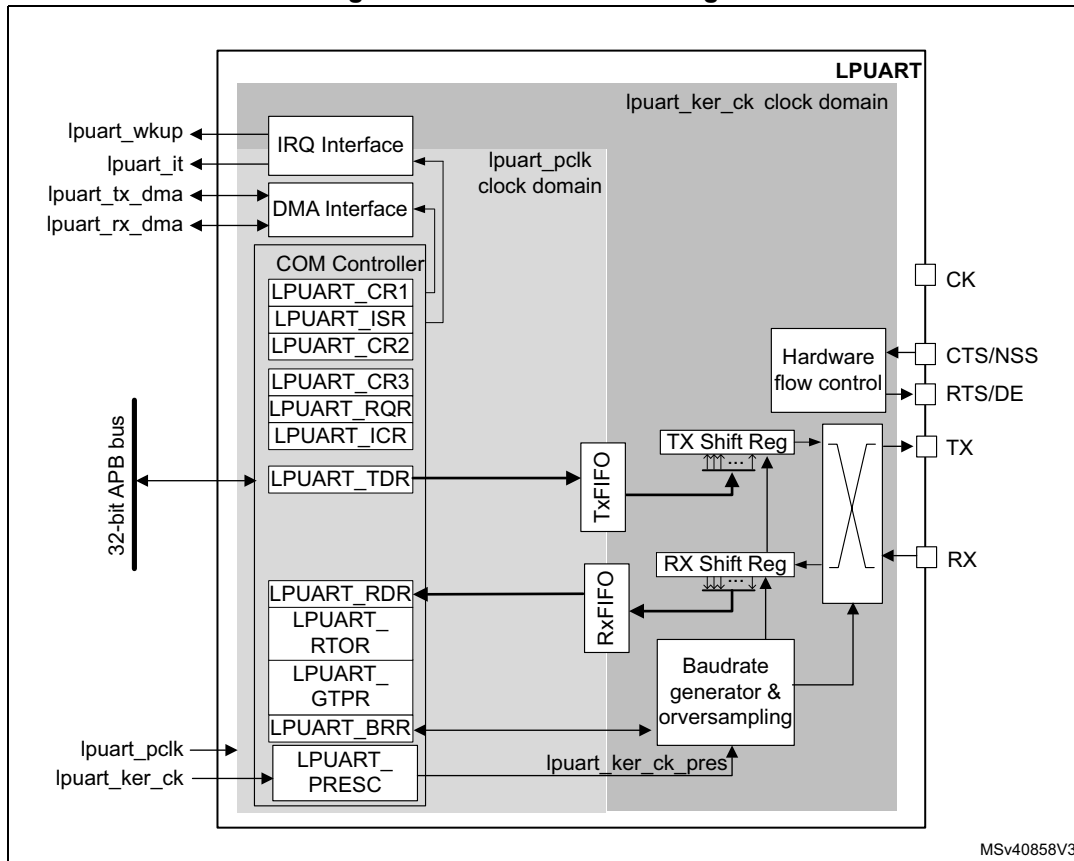 LPUART
lpuart_ker_ck clock domain
lpuart_wkup
lpuart_it
lpuart_tx_dma
lpuart_rx_dma
IRQ Interface
DMA Interface
lpuart_pclk
clock domain
COM Controller
LPUART_CR1
LPUART_ISR
LPUART_CR2
LPUART_CR3
LPUART_RQR
LPUART_ICR
LPUART_TDR
32-bit APB bus
TxFIFO
TX Shift Reg
...
Hardware
flow control
CK
CTS/NSS
RTS/DE
TX
RX
RX Shift Reg
...
RxFIFO
LPUART_RDR
LPUART_
RTOR
LPUART_
GTPR
LPUART_BRR
Baudrate
generator &
orversampling
lpuart_pclk
lpuart_ker_ck
LPUART_
PRESC
lpuart_ker_ck_pres
MSv40858V3